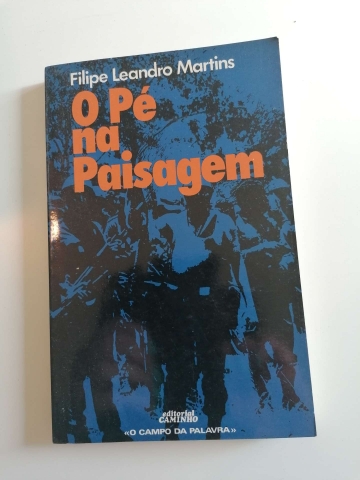 Filipe Leandro Martins
O Pé
na
Paisagem
editorial
CAMINHO
«O CAMPO DA PALAVRA»